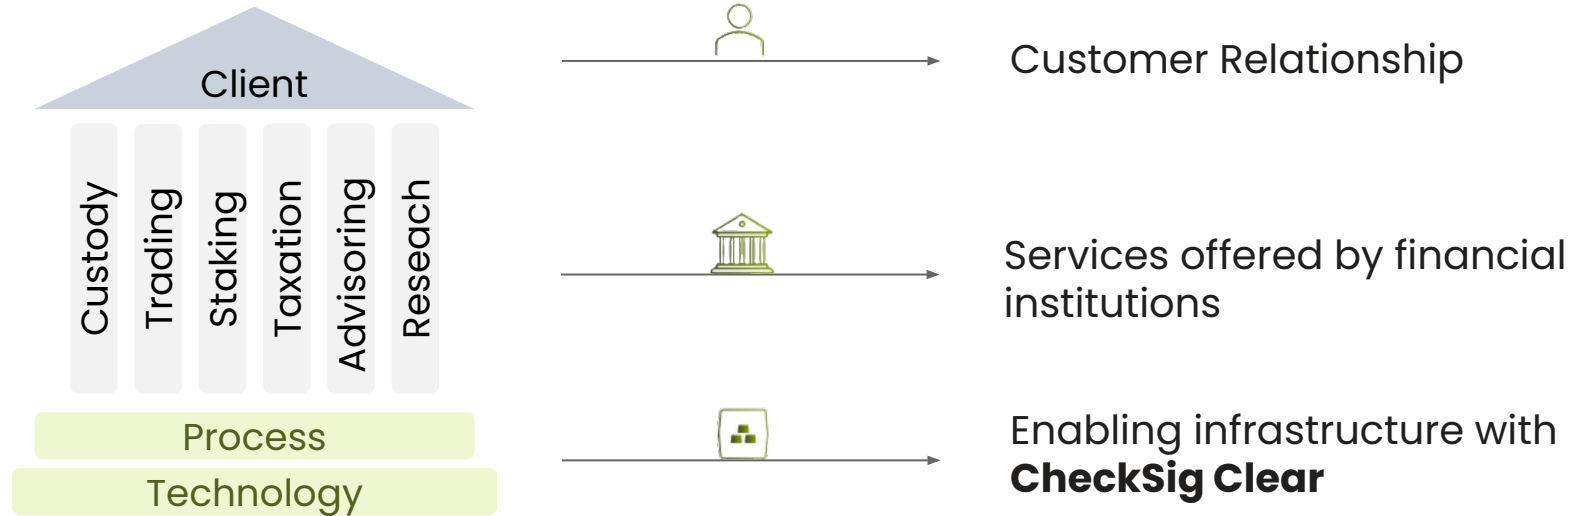 Client
Customer Relationship
Custody
Trading
Staking
Taxation
Advisoring
Reseach
Services offered by financial
institutions
Process
Technology
Enabling infrastructure with
CheckSig Clear